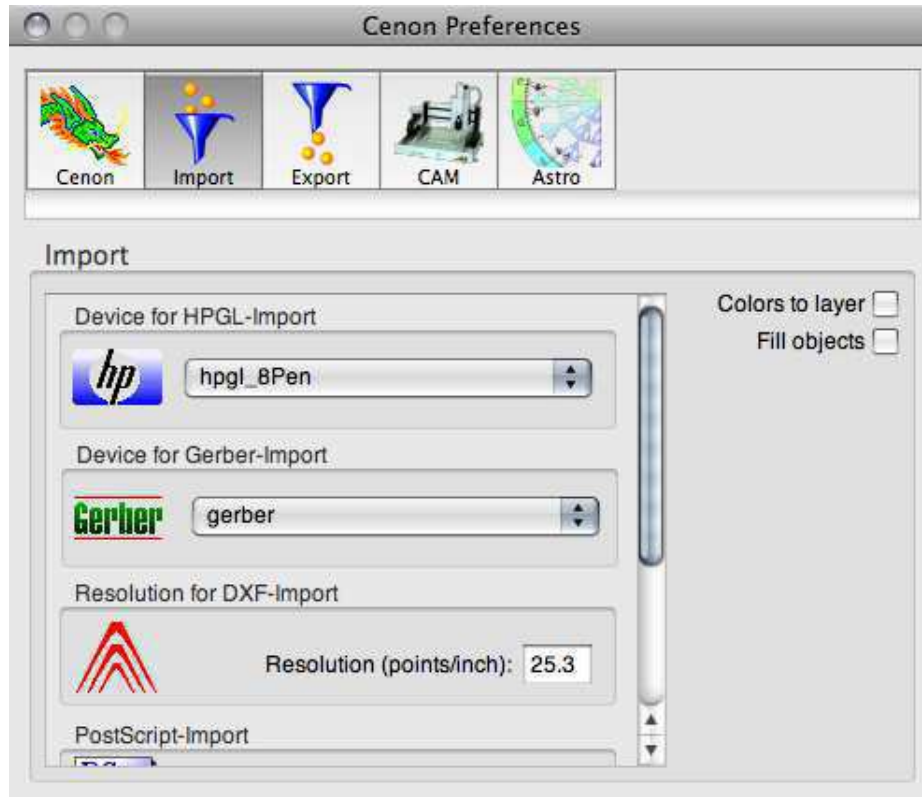 Cenon Preferences
Cenon Import Export CAM Astro
Import
Device for HPGL-Import
Colors to layer
Fill objects
hp
hpgl_8Pen
Device for Gerber-Import
Gerber
gerber
Resolution for DXF-Import
Resolution (points/inch): 25.3
PostScript-Import